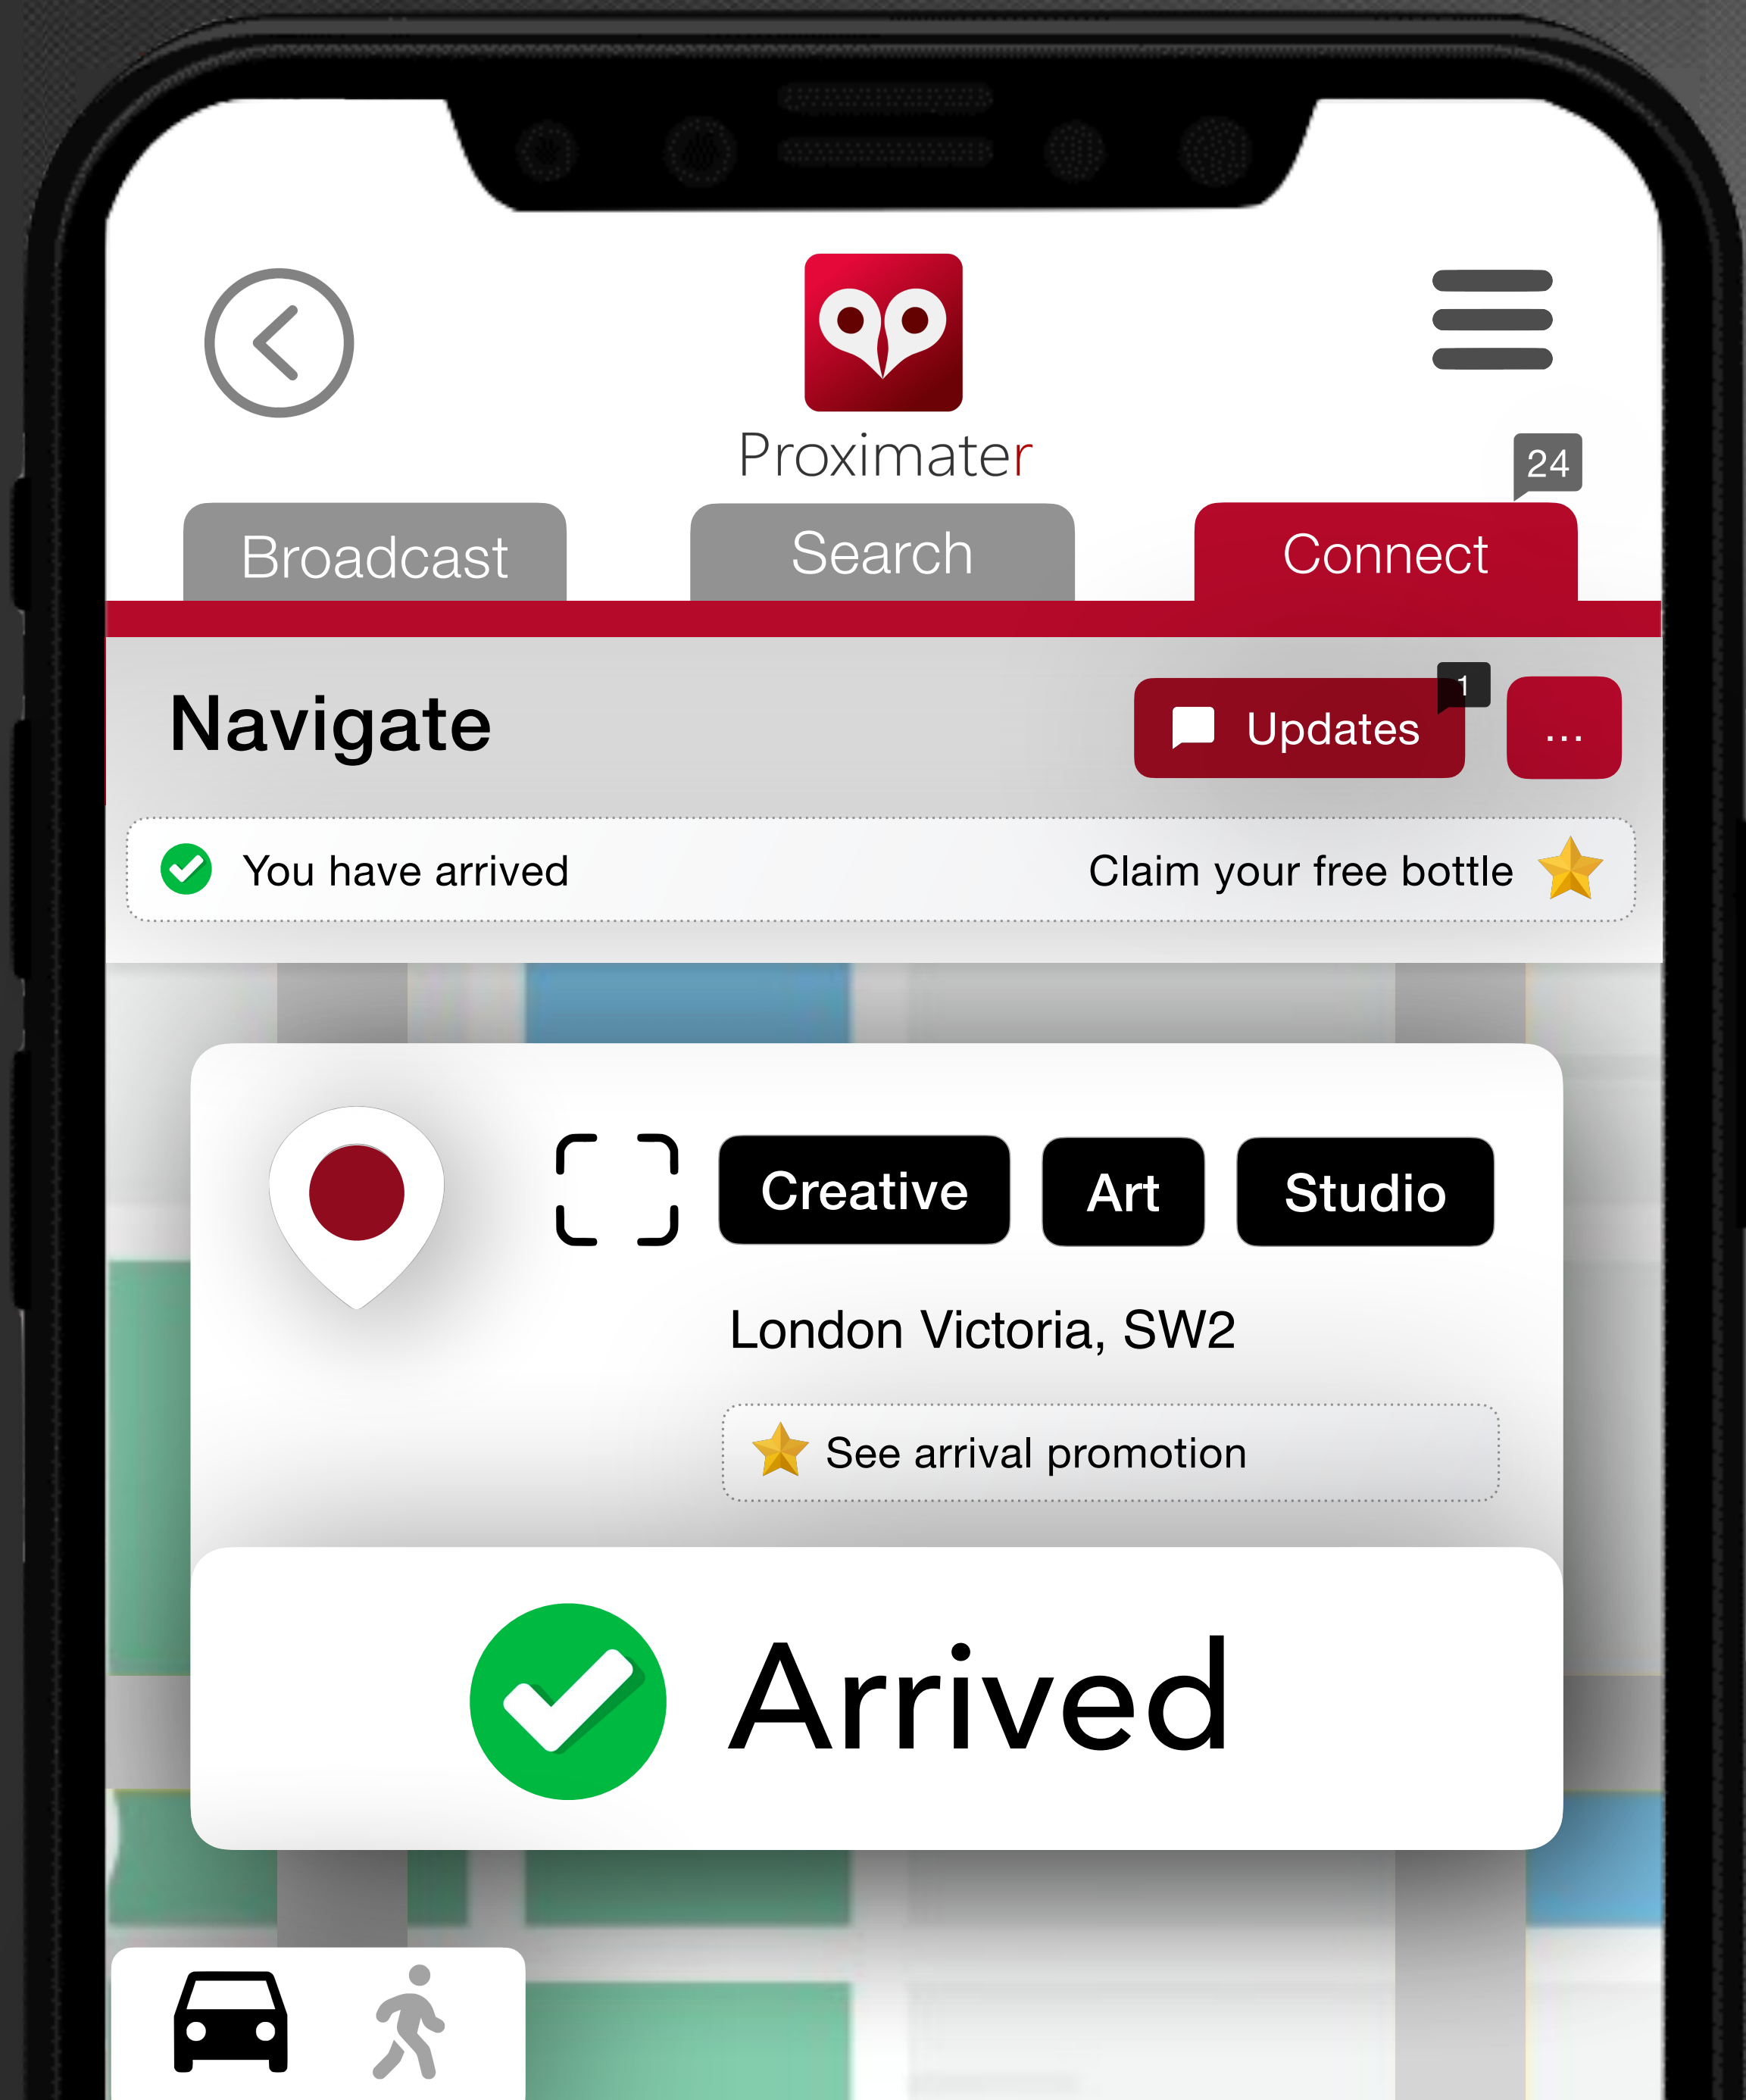 Proximater
24
Broadcast Search Connect
Navigate
Updates 1 ...
You have arrived Claim your free bottle
Creative Art Studio
London Victoria, SW2
See arrival promotion
Arrived